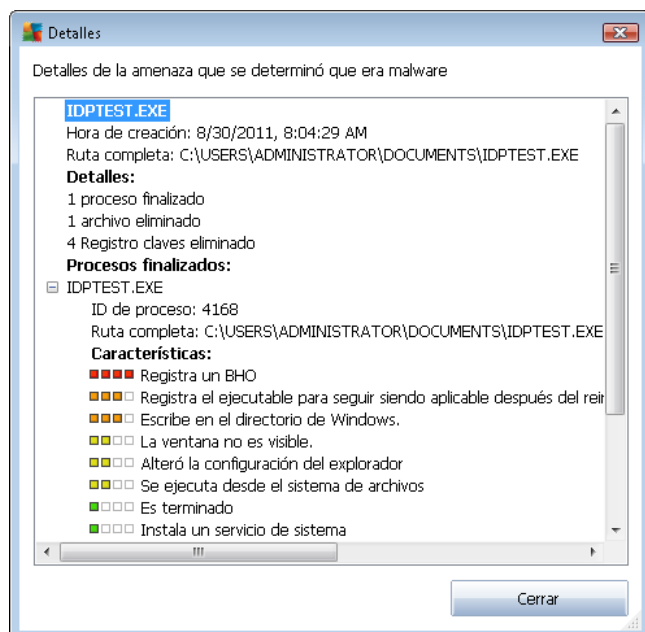 Detalles
Detalles de la amenaza que se determinó que era malware
IDPTEST.EXE
Hora de creación: 8/30/2011, 8:04:29 AM
Ruta completa: C:\USERS\ADMINISTRATOR\DOCUMENTS\IDPTEST.EXE
Detalles:
1 proceso finalizado
1 archivo eliminado
4 Registro claves eliminado
Procesos finalizados:
IDPTEST.EXE
ID de proceso: 4168
Ruta completa: C:\USERS\ADMINISTRATOR\DOCUMENTS\IDPTEST.EXE
Características:
Registra un BHO
Registra el ejecutable para seguir siendo aplicable después del rei
Escribe en el directorio de Windows.
La ventana no es visible.
Alteró la configuración del explorador
Se ejecuta desde el sistema de archivos
Es terminado
Instala un servicio de sistema
Cerrar